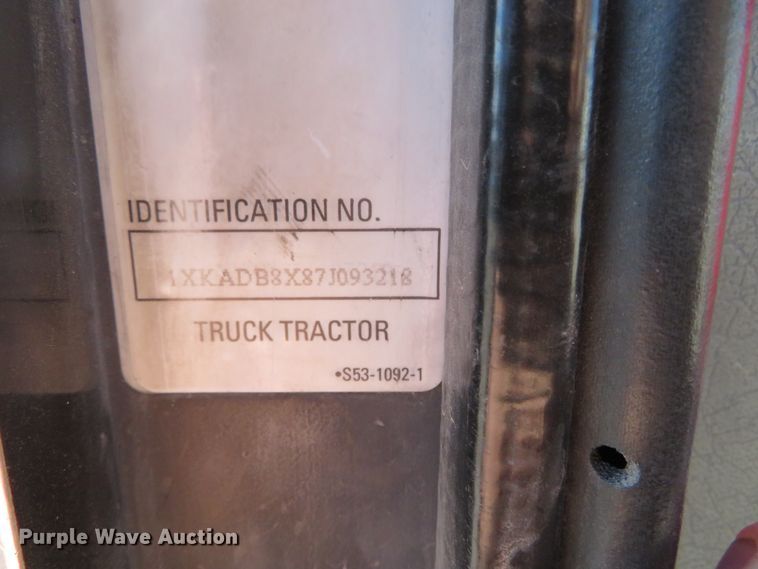 IDENTIFICATION NO.
1XKADB8X87J093218
TRUCK TRACTOR
•S53-1092-1
Purple Wave Auction